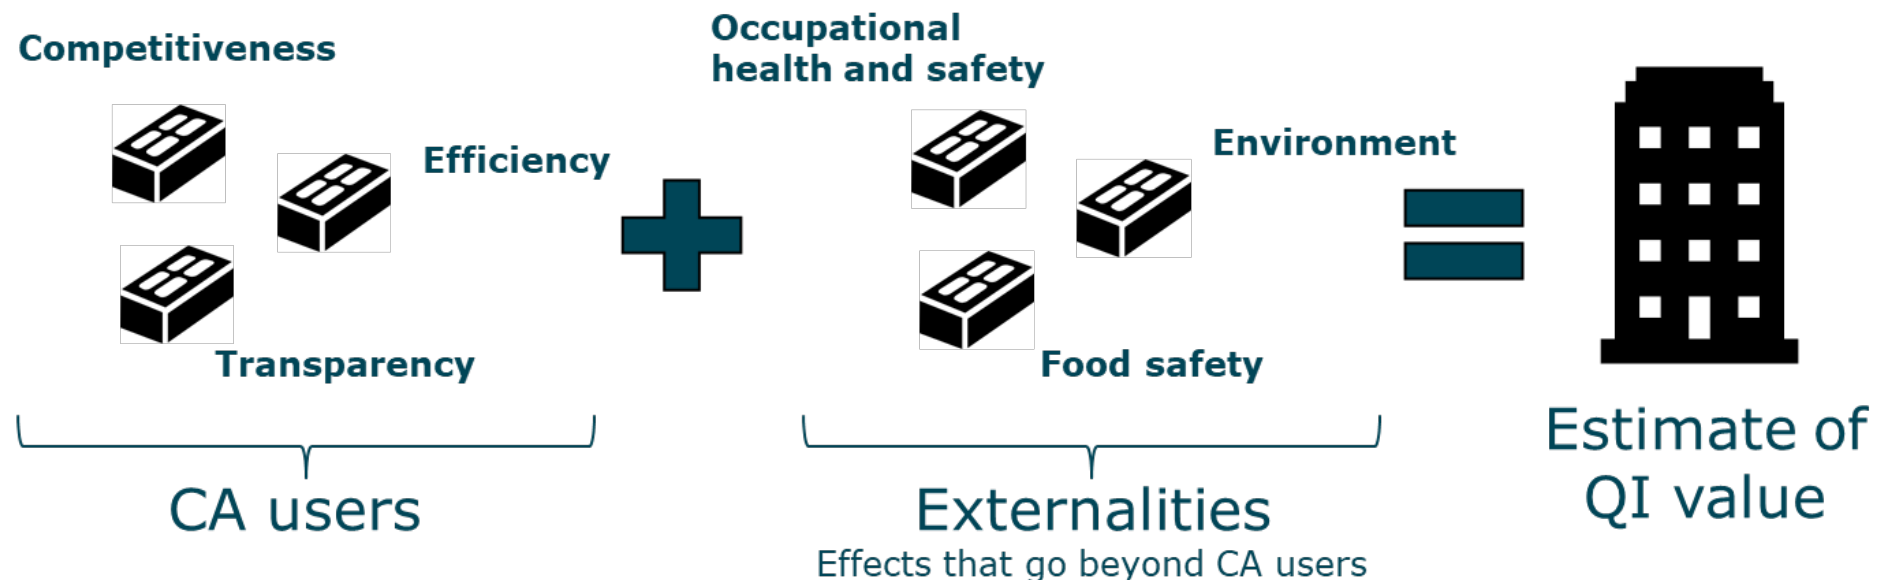 Competitiveness
Efficiency
Transparency
CA users
Occupational
health and safety
Environment
Food safety
Externalities
Effects that go beyond CA users
Estimate of
QI value